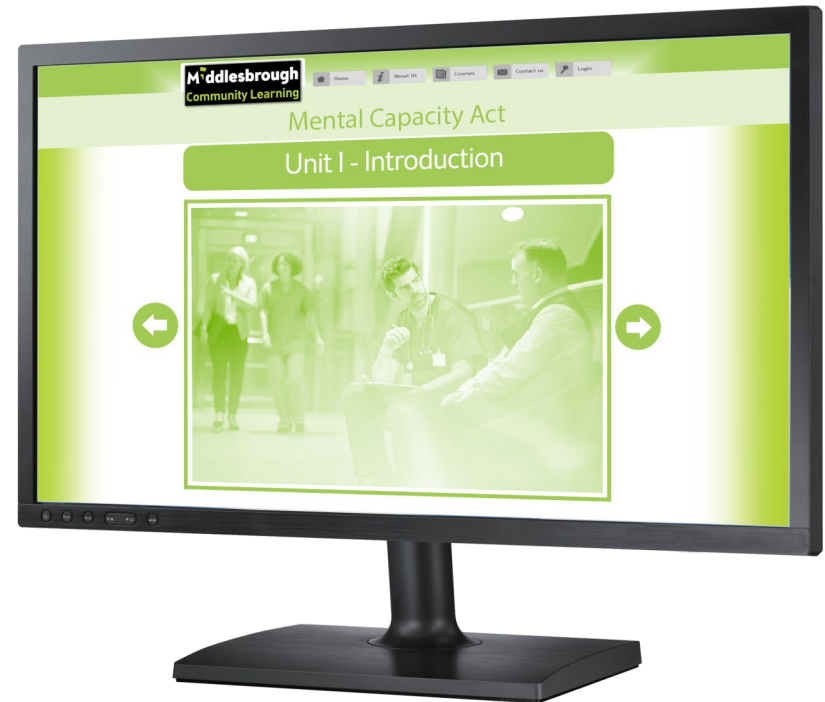 Middlesbrough
Community Learning
Home
About Us
Courses
Contact us
Login
Mental Capacity Act
Unit I - Introduction